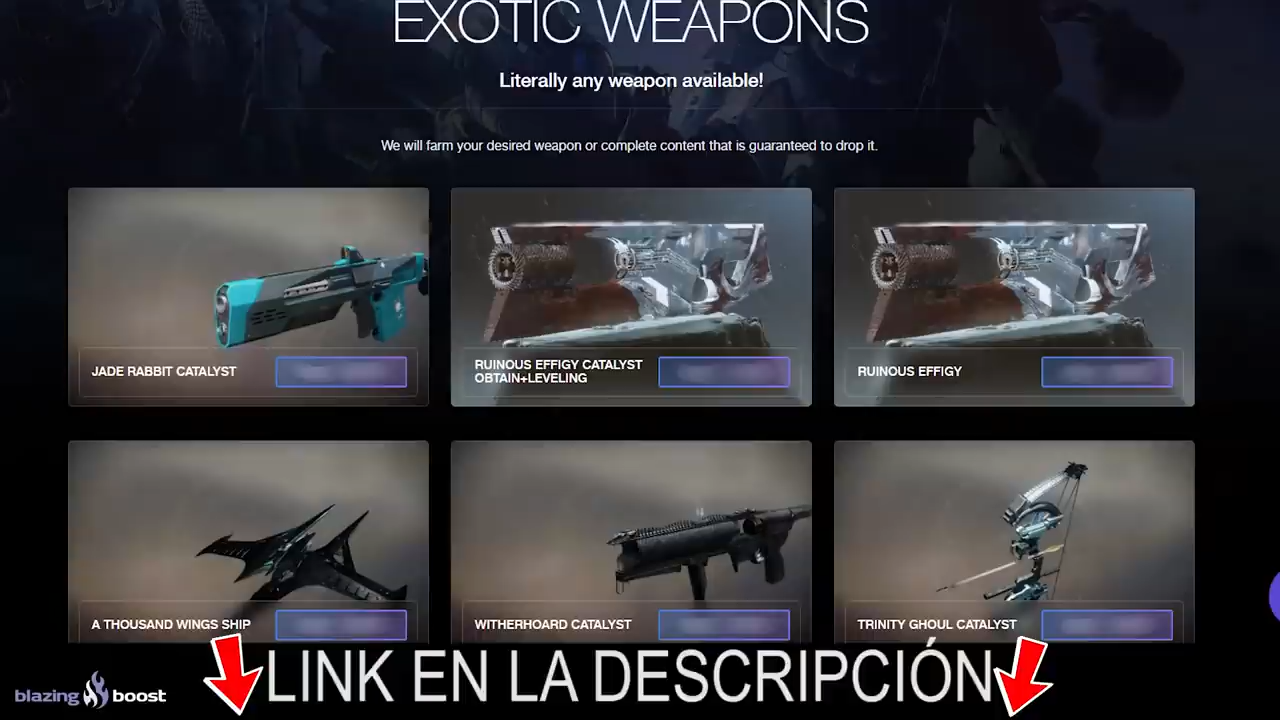 EXOTIC WEAPONS
Literally any weapon available!
We will farm your desired weapon or complete content that is guaranteed to drop it.
JADE RABBIT CATALYST
RUINOUS EFFIGY CATALYST
OBTAIN+LEVELING
RUINOUS EFFIGY
A THOUSAND WINGS SHIP
WITHERHOARD CATALYST
TRINITY GHOUL CATALYST
LINK EN LA DESCRIPCIÓN
blazing boost